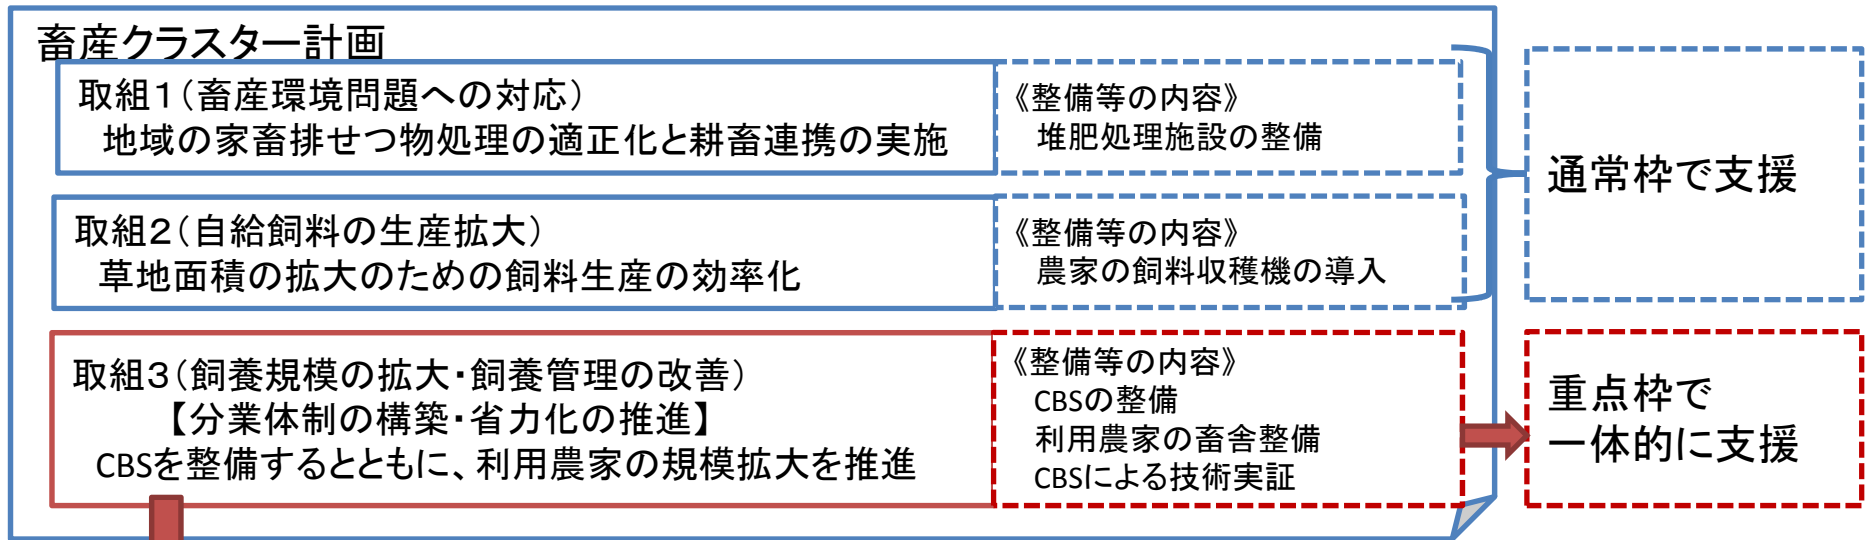 畜産クラスター計画
取組1（畜産環境問題への対応）
地域の家畜排せつ物処理の適正化と耕畜連携の実施
《整備等の内容》
堆肥処理施設の整備
取組2（自給飼料の生産拡大）
草地面積の拡大のための飼料生産の効率化
《整備等の内容》
農家の飼料収穫機の導入
通常枠で支援
取組3（飼養規模の拡大・飼養管理の改善）
【分業体制の構築・省力化の推進】
CBSを整備するとともに、利用農家の規模拡大を推進
《整備等の内容》
CBSの整備
利用農家の畜舎整備
CBSによる技術実証
重点枠で
一体的に支援